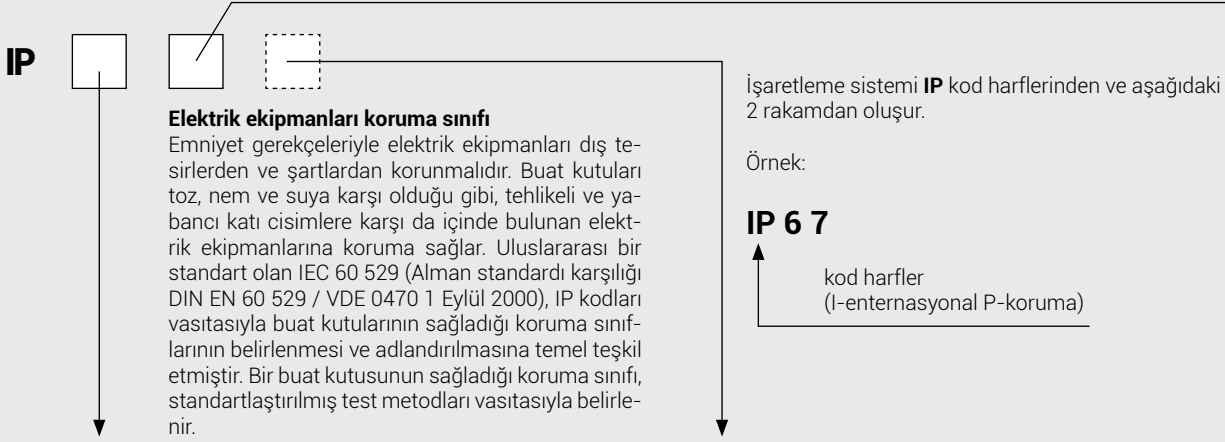 IP
Elektrik ekipmanları koruma sınıfı
Emniyet gerekçeleriyle elektrik ekipmanları dış te-
sirlerden ve şartlardan korunmalıdır. Buat kutuları
toz, nem ve suya karşı olduğu gibi, tehlikeli ve ya-
bancı katı cisimlere karşı da içinde bulunan elekt-
rik ekipmanlarına koruma sağlar. Uluslararası bir
standart olan IEC 60 529 (Alman standardı karşılığı
DIN EN 60 529 / VDE 0470 1 Eylül 2000), IP kodları
vasıtasıyla buat kutularının sağladığı koruma sınıf-
larının belirlenmesi ve adlandırılmasına temel teşkil
etmiştir. Bir buat kutusunun sağladığı koruma sınıfı,
standartlaştırılmış test metodları vasıtasıyla belirle-
nir.
İşaretleme sistemi IP kod harflerinden ve aşağıdaki
2 rakamdan oluşur.
Örnek:
IP 6 7
kod harfler
(I-enternasyonal P-koruma)